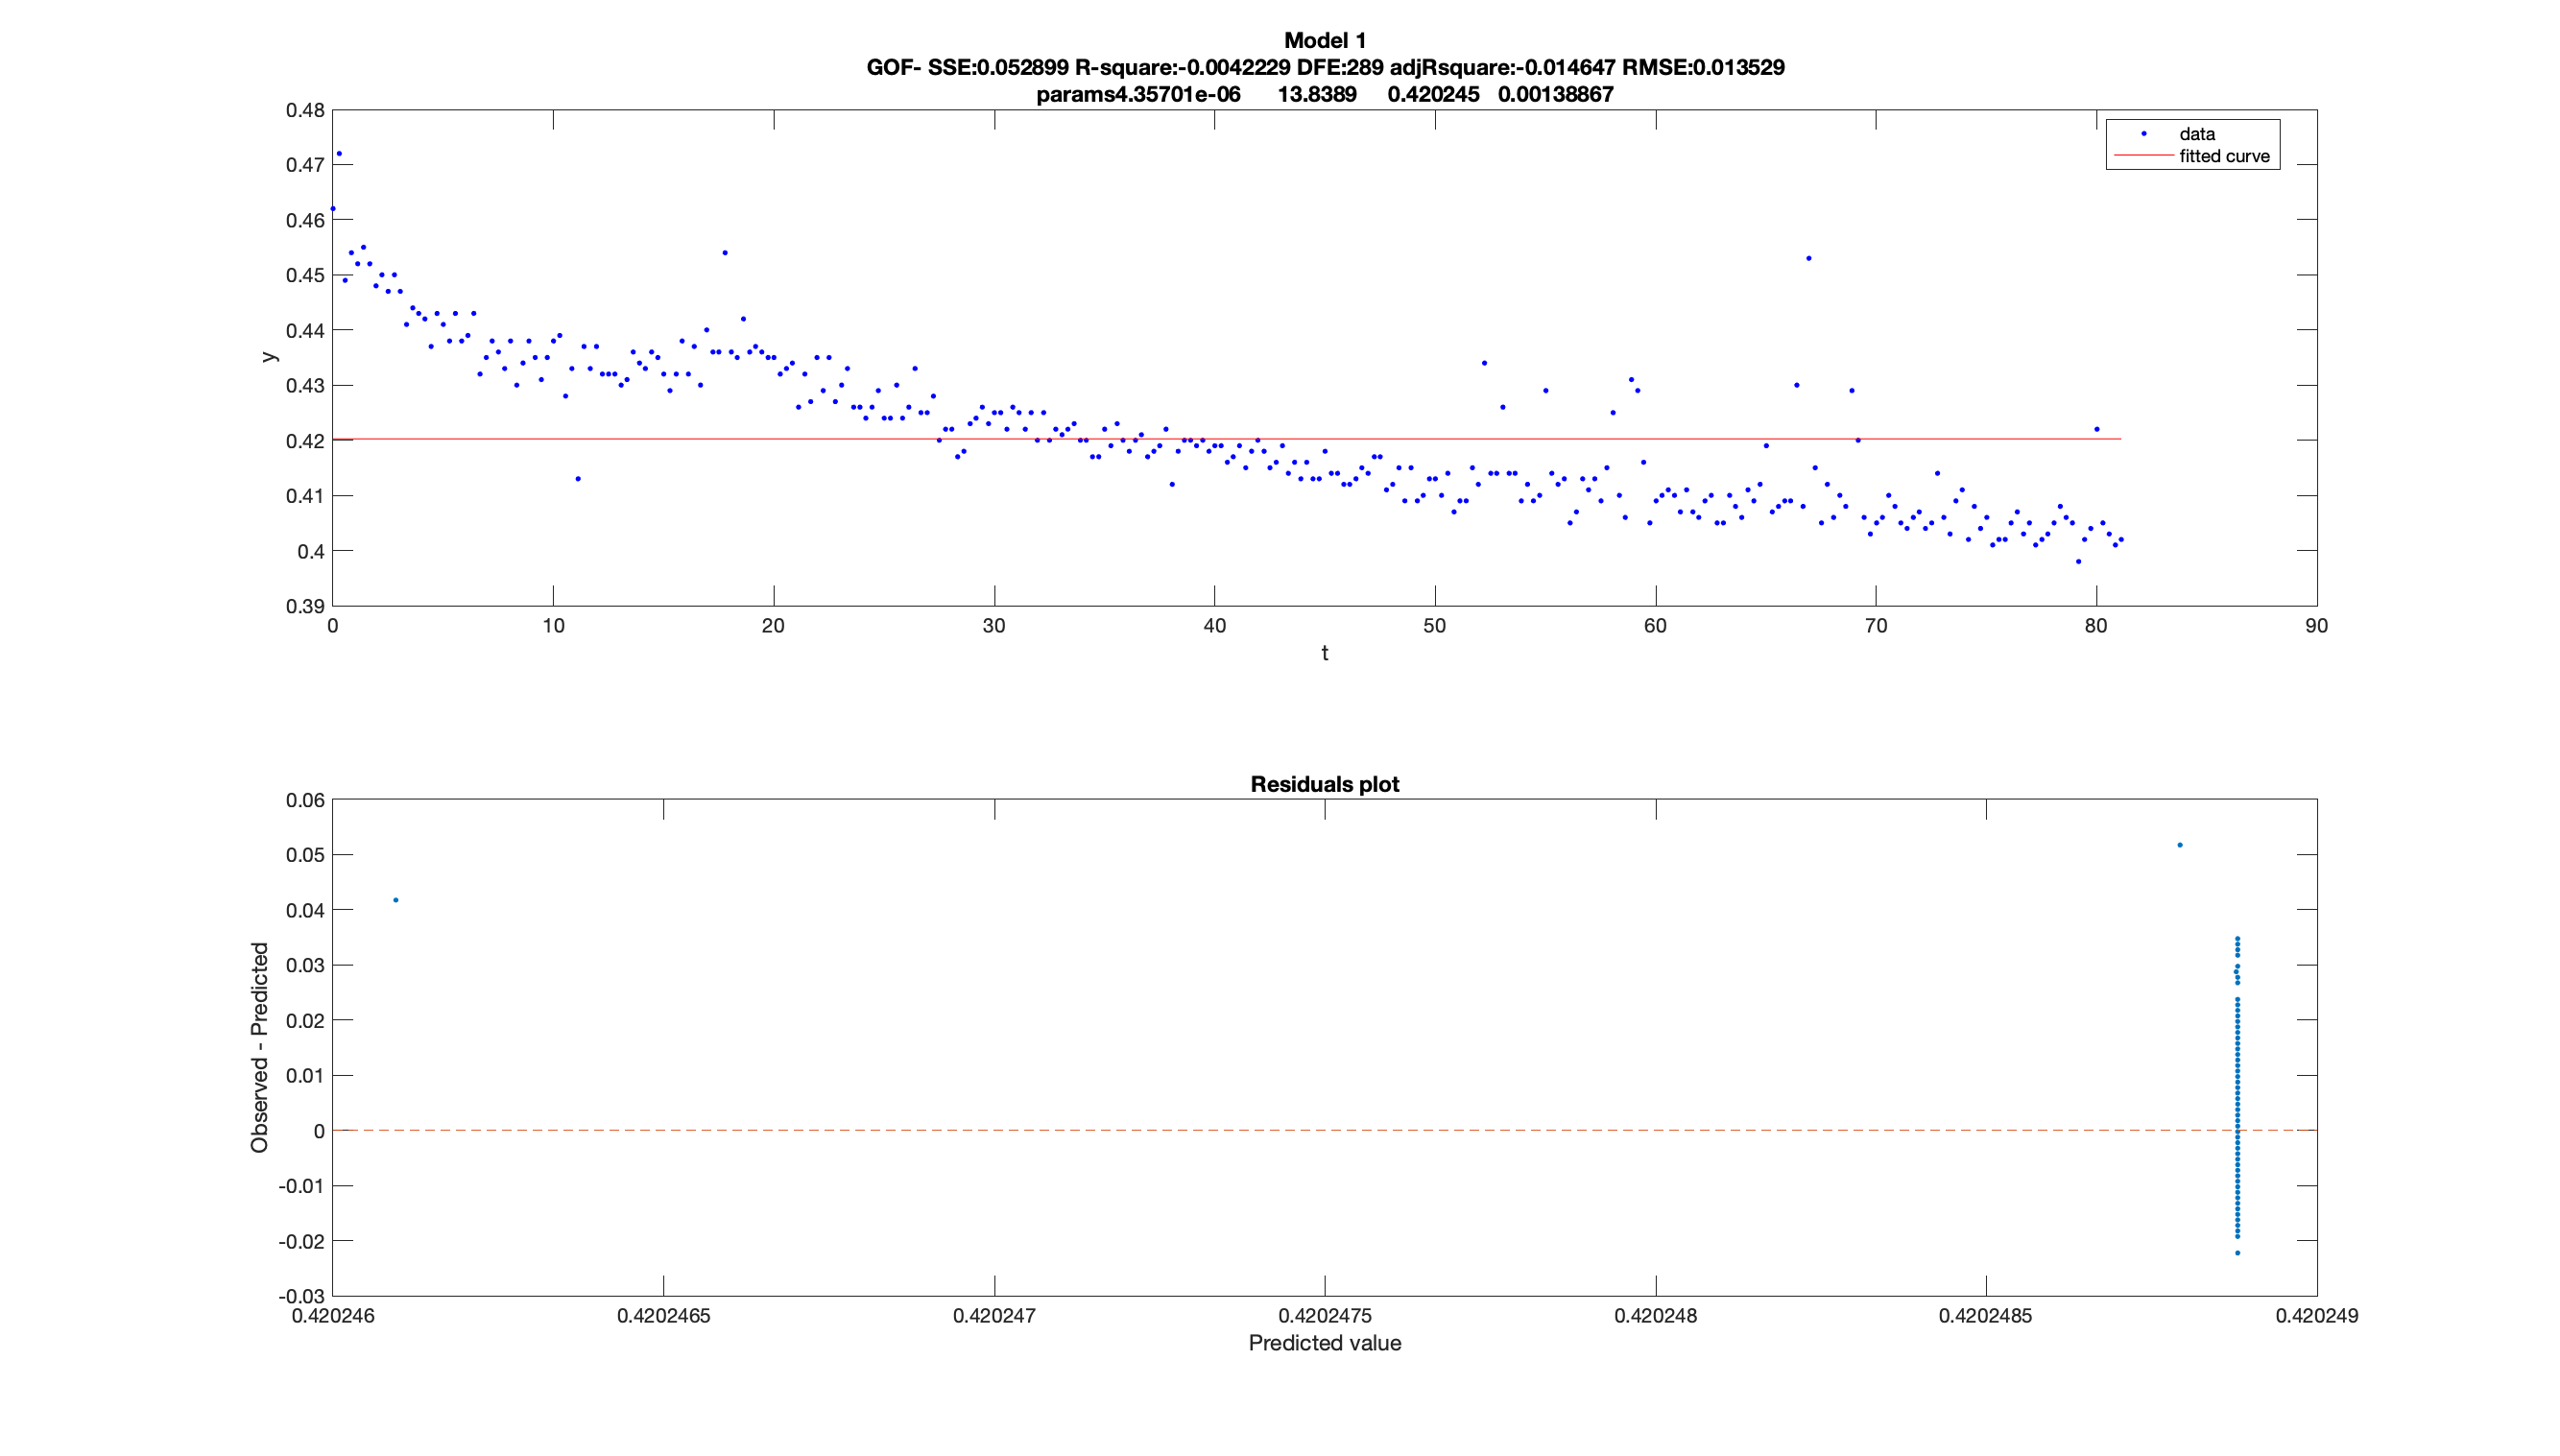 Model 1
GOF- SSE:0.052899 R-square:-0.0042229 DFE:289 adjRsquare:-0.014647 RMSE:0.013529
params4.35701e-06 13.8389 0.420245 0.00138867
data
fitted curve
0.48
0.47
0.46
0.45
0.44
0.43
0.42
0.41
0.4
0.39
y
0 10 20 30 40 50 60 70 80 90
t
Residuals plot
0.06
0.05
0.04
0.03
0.02
0.01
0
-0.01
-0.02
-0.03
Observed - Predicted
0.420246 0.4202465 0.420247 0.4202475 0.420248 0.4202485 0.420249
Predicted value